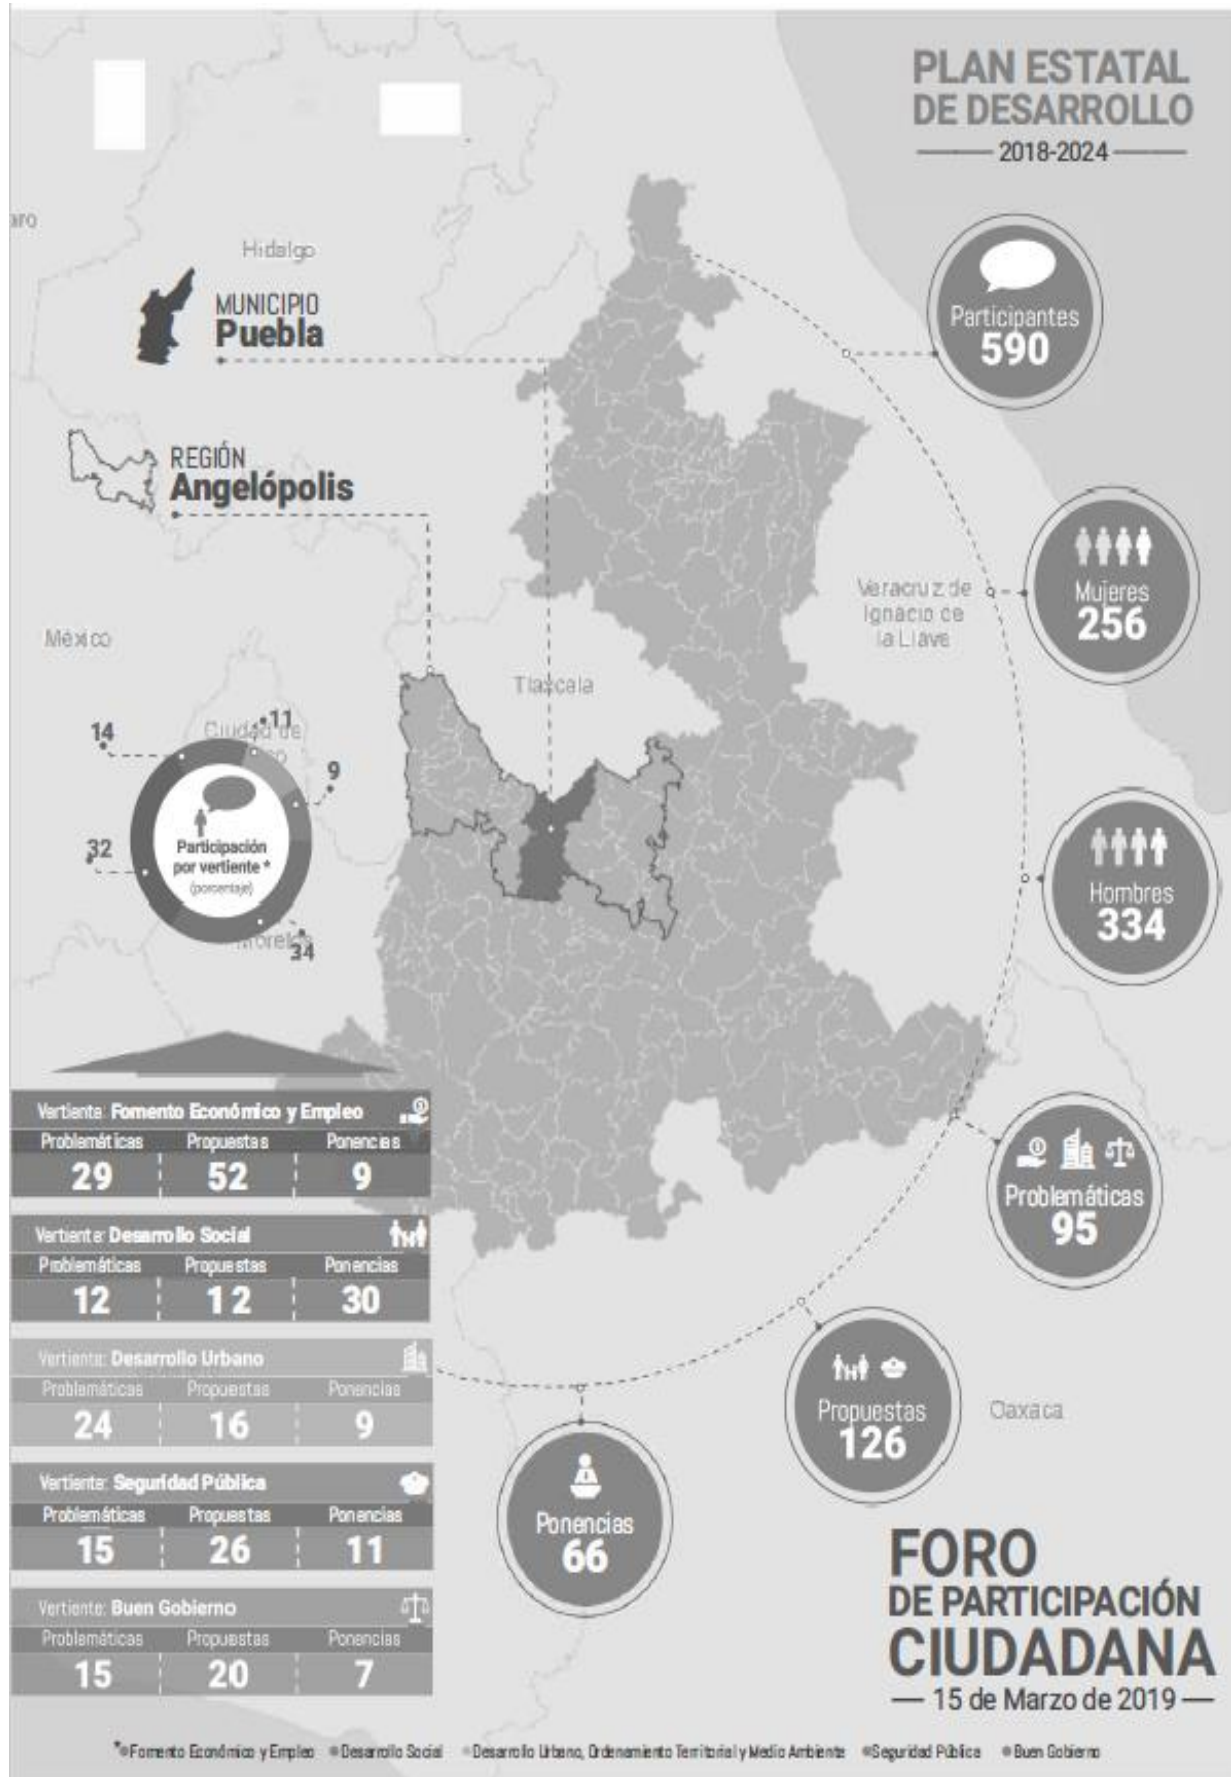 PLAN ESTATAL
DE DESARROLLO
2018-2024
Hidalgo
MUNICIPIO
Puebla
REGIÓN
Angelópolis
Participantes
590
Mujeres
256
Veracruz de
Ignacio de
la Llave
México
Tlaxcala
14
11
Ciudad de
9
32
Participación
por vertiente *
(porcentaje)
34
Hombres
334
Vertiente: Fomento Económico y Empleo
Problemáticas Propuestas Ponencias
29 52 9
Vertiente: Desarrollo Social
Problemáticas Propuestas Ponencias
12 12 30
Vertiente: Desarrollo Urbano
Problemáticas Propuestas Ponencias
24 16 9
Vertiente: Seguridad Pública
Problemáticas Propuestas Ponencias
15 26 11
Vertiente: Buen Gobierno
Problemáticas Propuestas Ponencias
15 20 7
Problemáticas
95
Propuestas
126
Oaxaca
Ponencias
66
FORO
DE PARTICIPACIÓN
CIUDADANA
15 de Marzo de 2019
* Fomento Económico y Empleo Desarrollo Social Desarrollo Urbano, Ordenamiento Territorial y Medio Ambiente Seguridad Pública Buen Gobierno